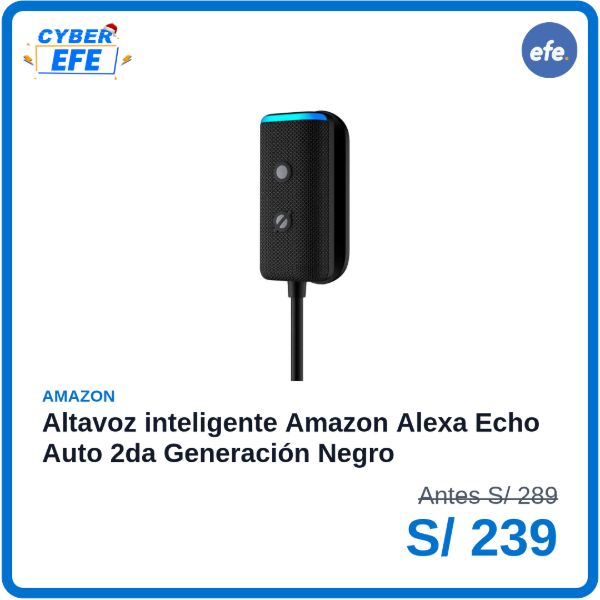 CYBER
EFE
efe.
AMAZON
Altavoz inteligente Amazon Alexa Echo
Auto 2da Generación Negro
Antes S/ 289
S/ 239